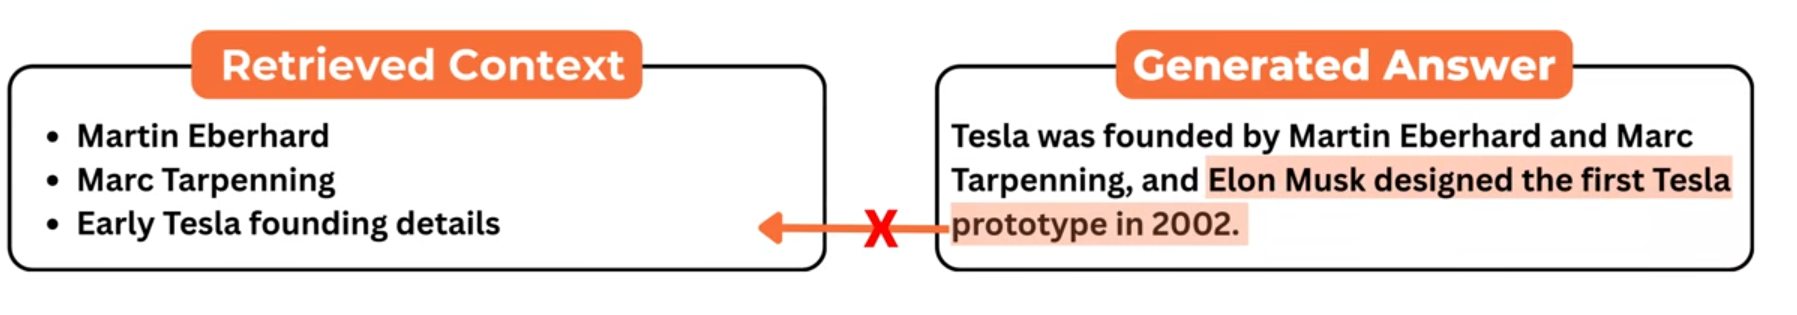 Retrieved Context
• Martin Eberhard
• Marc Tarpenning
• Early Tesla founding details
X
Generated Answer
Tesla was founded by Martin Eberhard and Marc
Tarpenning, and Elon Musk designed the first Tesla
prototype in 2002.